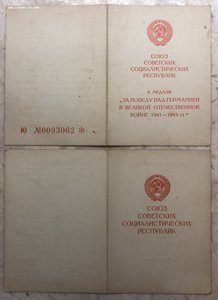 СОЮЗ
СОВЕТСКИХ
СОЦИАЛИСТИЧЕСКИХ
РЕСПУБЛИК
К МЕДАЛИ
„ЗА ПОБЕДУ НАД ГЕРМАНИЕЙ
В ВЕЛИКОЙ ОТЕЧЕСТВЕННОЙ
ВОЙНЕ 1941—1945 гг."
Ю №0093062 *
СОЮЗ
СОВЕТСКИХ
СОЦИАЛИСТИЧЕСКИХ
РЕСПУБЛИК